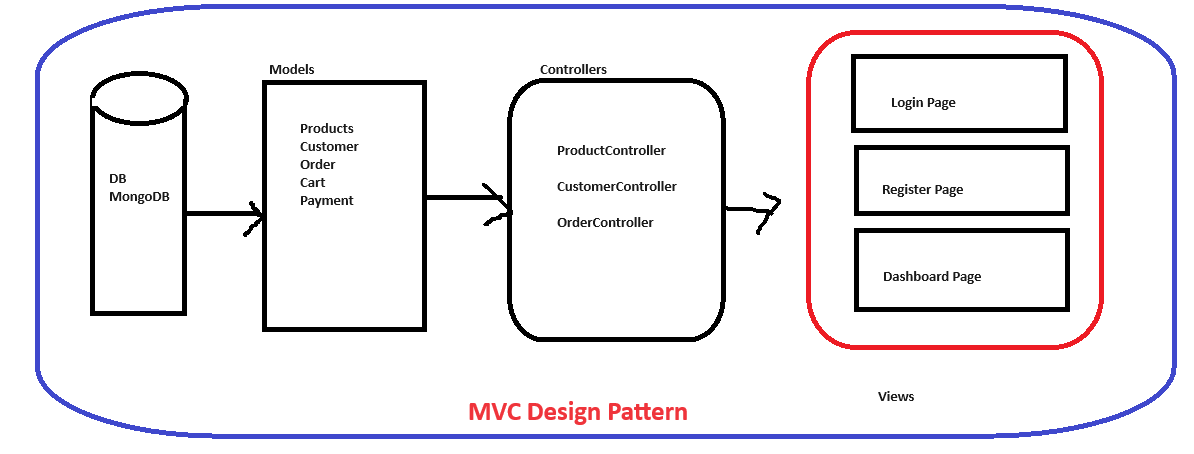 Models
Controllers
DB
MongoDB
Products
Customer
Order
Cart
Payment
ProductController
CustomerController
OrderController
Login Page
Register Page
Dashboard Page
Views
MVC Design Pattern